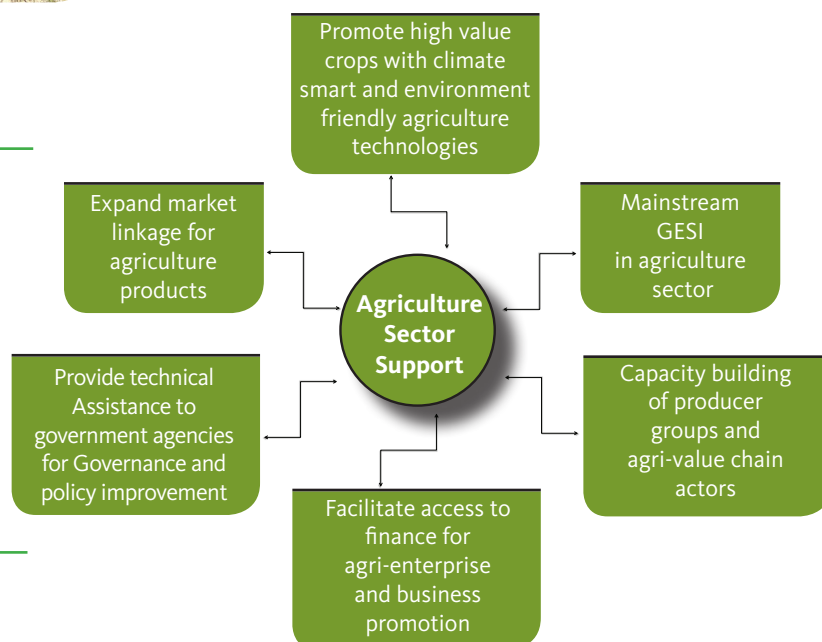 Promote high value
crops with climate
smart and environment
friendly agriculture
technologies
Expand market
linkage for
agriculture
products
Mainstream
GESI
in agriculture
sector
Agriculture
Sector
Support
Provide technical
Assistance to
government agencies
for Governance and
policy improvement
Capacity building
of producer
groups and
agri-value chain
actors
Facilitate access to
finance for
agri-enterprise
and business
promotion